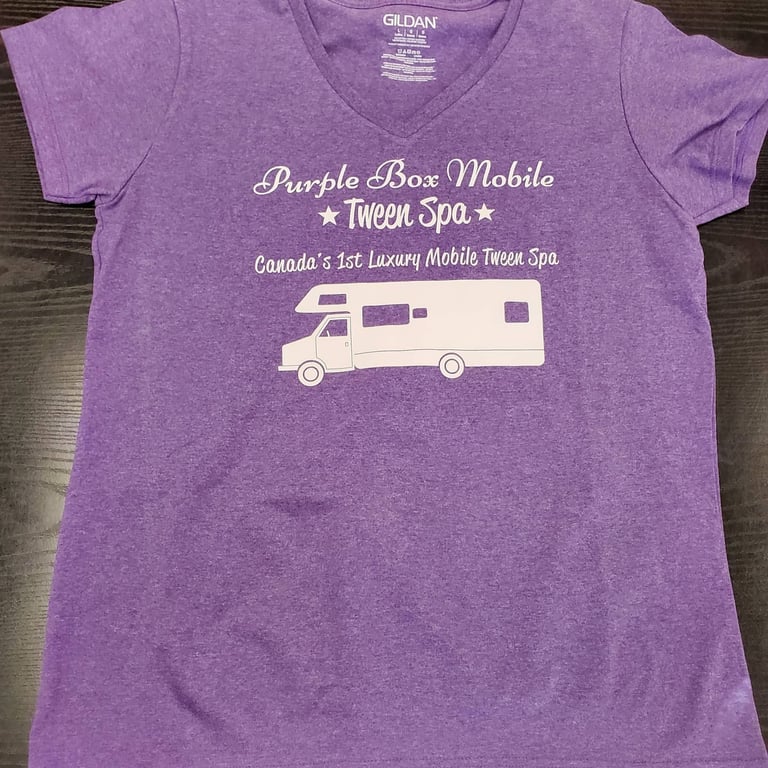 GILDAN
Purple Box Mobile
★ Tween Spa ★
Canada's 1st Luxury Mobile Tween Spa